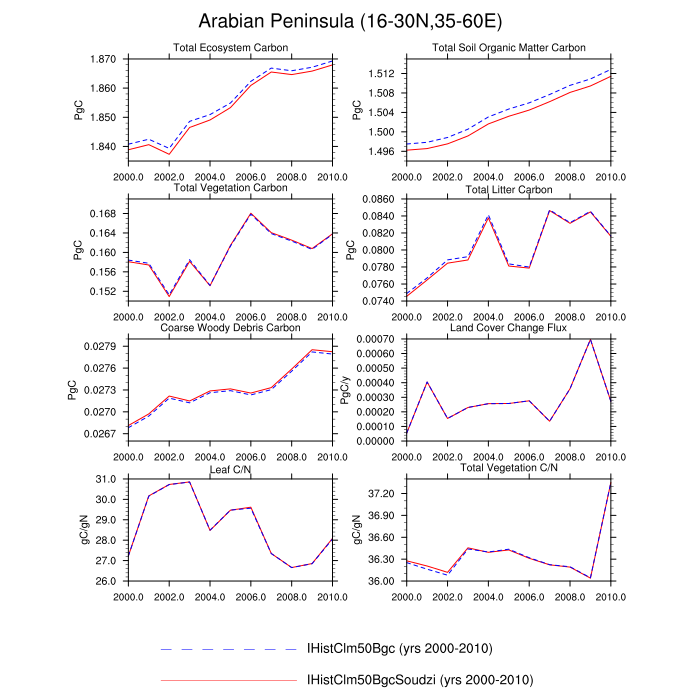 Arabian Peninsula (16-30N,35-60E)
Total Ecosystem Carbon
PgC
1.870
1.860
1.850
1.840
2000.0 2002.0 2004.0 2006.0 2008.0 2010.0
Total Soil Organic Matter Carbon
PgC
1.512
1.508
1.504
1.500
1.496
2000.0 2002.0 2004.0 2006.0 2008.0 2010.0
Total Vegetation Carbon
PgC
0.168
0.164
0.160
0.156
0.152
2000.0 2002.0 2004.0 2006.0 2008.0 2010.0
Total Litter Carbon
PgC
0.0860
0.0840
0.0820
0.0800
0.0780
0.0760
0.0740
2000.0 2002.0 2004.0 2006.0 2008.0 2010.0
Coarse Woody Debris Carbon
PgC
0.0279
0.0276
0.0273
0.0270
0.0267
2000.0 2002.0 2004.0 2006.0 2008.0 2010.0
Land Cover Change Flux
PgC/y
0.00070
0.00060
0.00050
0.00040
0.00030
0.00020
0.00010
0.00000
2000.0 2002.0 2004.0 2006.0 2008.0 2010.0
Leaf C/N
gC/gN
31.0
30.0
29.0
28.0
27.0
26.0
2000.0 2002.0 2004.0 2006.0 2008.0 2010.0
Total Vegetation C/N
gC/gN
37.20
36.90
36.60
36.30
36.00
2000.0 2002.0 2004.0 2006.0 2008.0 2010.0
IHistClm50Bgc (yrs 2000-2010)
IHistClm50BgcSoudzi (yrs 2000-2010)